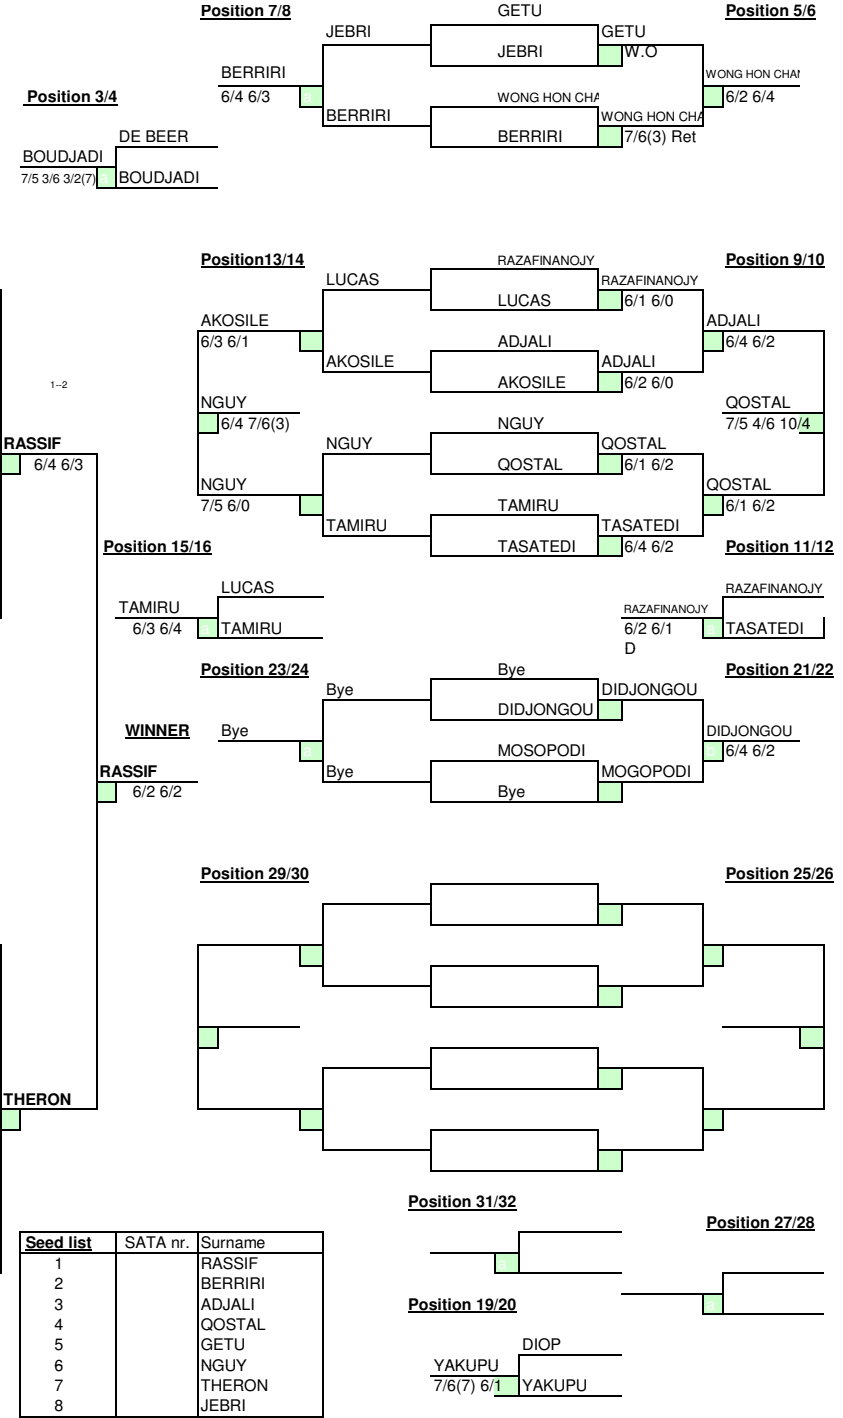 Position 7/8
GETU
Position 5/6
JEBRI
GETU
JEBRI
W.O
BERRIRI
WONG HON CHAN
6/4 6/3
a
WONG HON CHA
6/2 6/4
Position 3/4
BERRIRI
WONG HON CHA
DE BEER
BERRIRI
7/6(3) Ret
BOUDJADI
7/5 3/6 3/2(7)
a
BOUDJADI
Position13/14
RAZAFINANOJY
Position 9/10
LUCAS
RAZAFINANOJY
LUCAS
6/1 6/0
AKOSILE
ADJALI
6/3 6/1
ADJALI
6/4 6/2
AKOSILE
ADJALI
1--2
AKOSILE
6/2 6/0
NGUY
QOSTAL
6/4 7/6(3)
NGUY
7/5 4/6 10/4
RASSIF
NGUY
QOSTAL
6/4 6/3
QOSTAL
6/1 6/2
NGUY
QOSTAL
7/5 6/0
TAMIRU
6/1 6/2
TAMIRU
TASATEDI
Position 15/16
TASATEDI
6/4 6/2
Position 11/12
LUCAS
RAZAFINANOJY
TAMIRU
RAZAFINANOJY
6/3 6/4
a
TAMIRU
6/2 6/1
a
TASATEDI
D
Position 23/24
Bye
Position 21/22
Bye
DIDJONGOU
DIDJONGOU
WINNER
Bye
DIDJONGOU
a
MOSOPODI
b
6/4 6/2
RASSIF
Bye
MOGOPODI
6/2 6/2
Bye
Position 29/30
Position 25/26
THERON
Position 31/32
Position 27/28
Seed list
SATA nr.
Surname
1
RASSIF
a
2
BERRIRI
3
ADJALI
Position 19/20
a
4
QOSTAL
5
GETU
DIOP
6
NGUY
YAKUPU
7
THERON
7/6(7) 6/1
YAKUPU
8
JEBRI